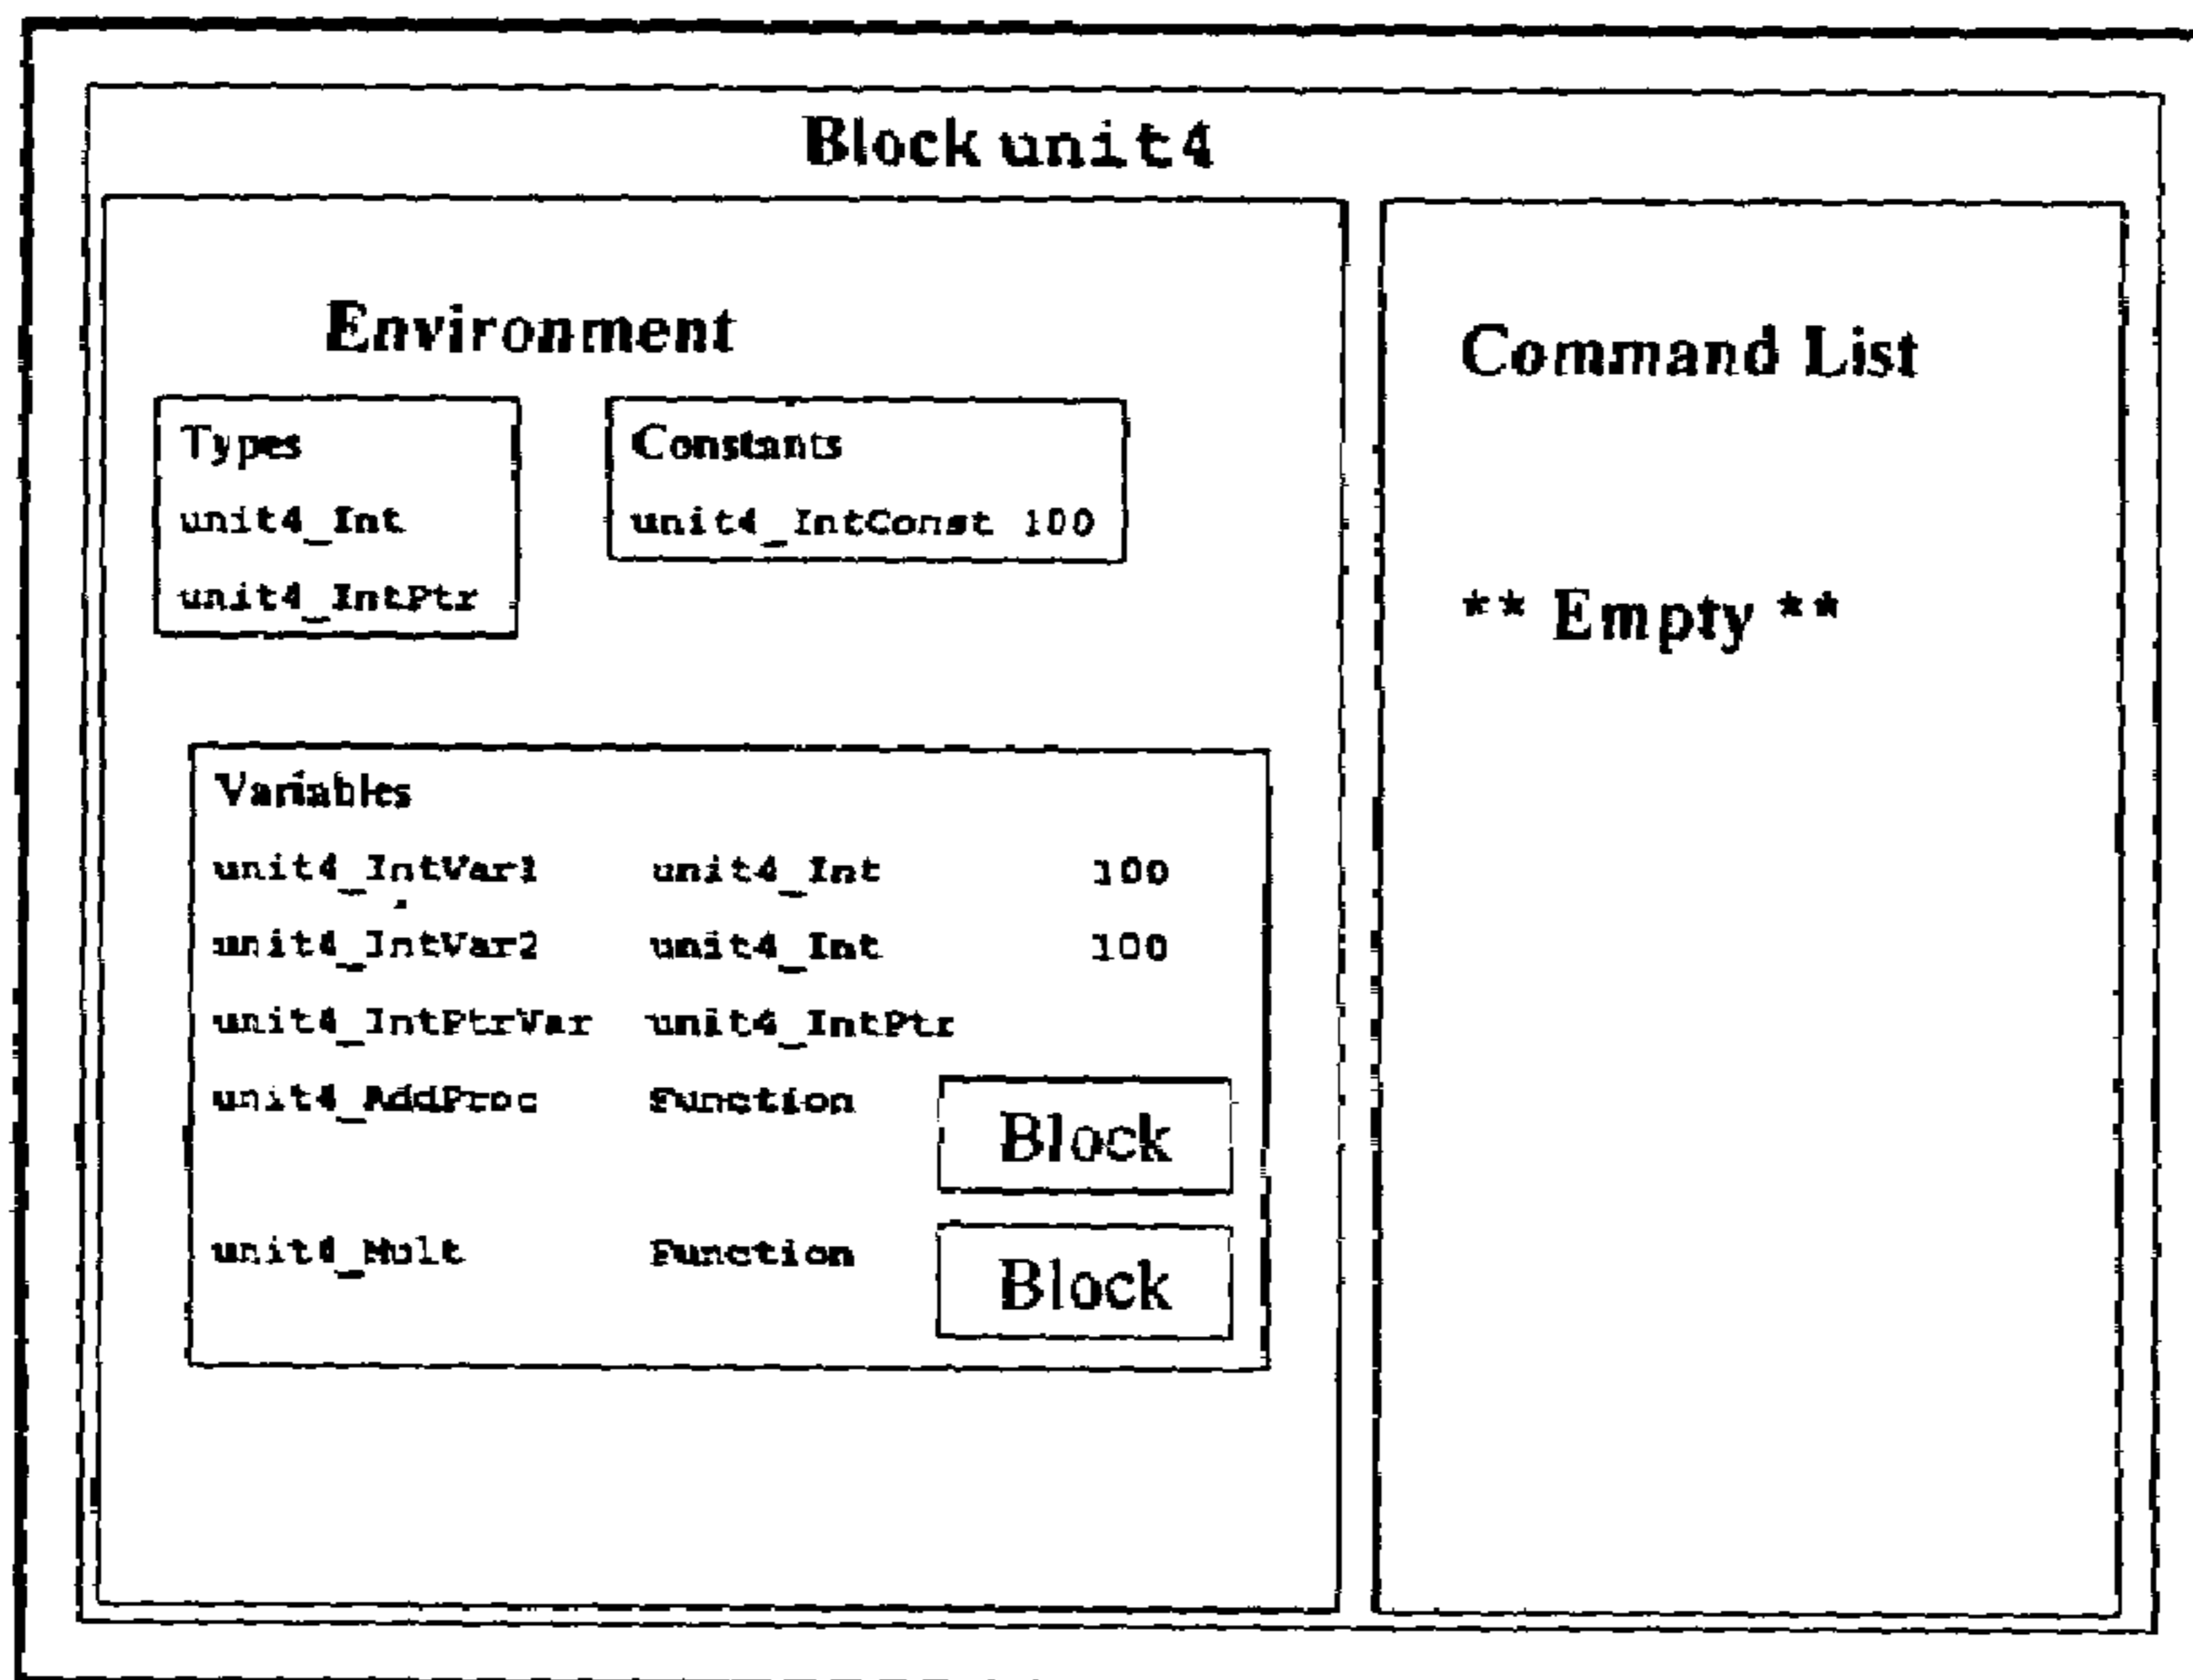 Block unit4
Environment
Types
unit4_Int
unit4_IntPtr
Constants
unit4_IntConst 100
Variables
unit4_IntVar1 unit4_Int 100
unit4_IntVar2 unit4_Int 100
unit4_IntPtrVar unit4_IntPtr
unit4_AddProc Function Block
unit4_Mult Function Block
Command List
** Empty **